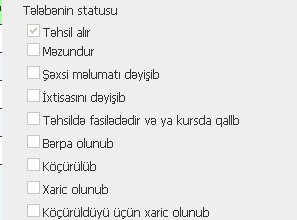 Tələbənin statusu
Təhsil alır
Məzundur
Şəxsi məlumatı dəyişib
İxtisasını dəyişib
Təhsildə fasilədədir və ya kursda qalıb
Bərpa olunub
Köçürülüb
Xaric olunub
Köçürüldüyü üçün xaric olunub